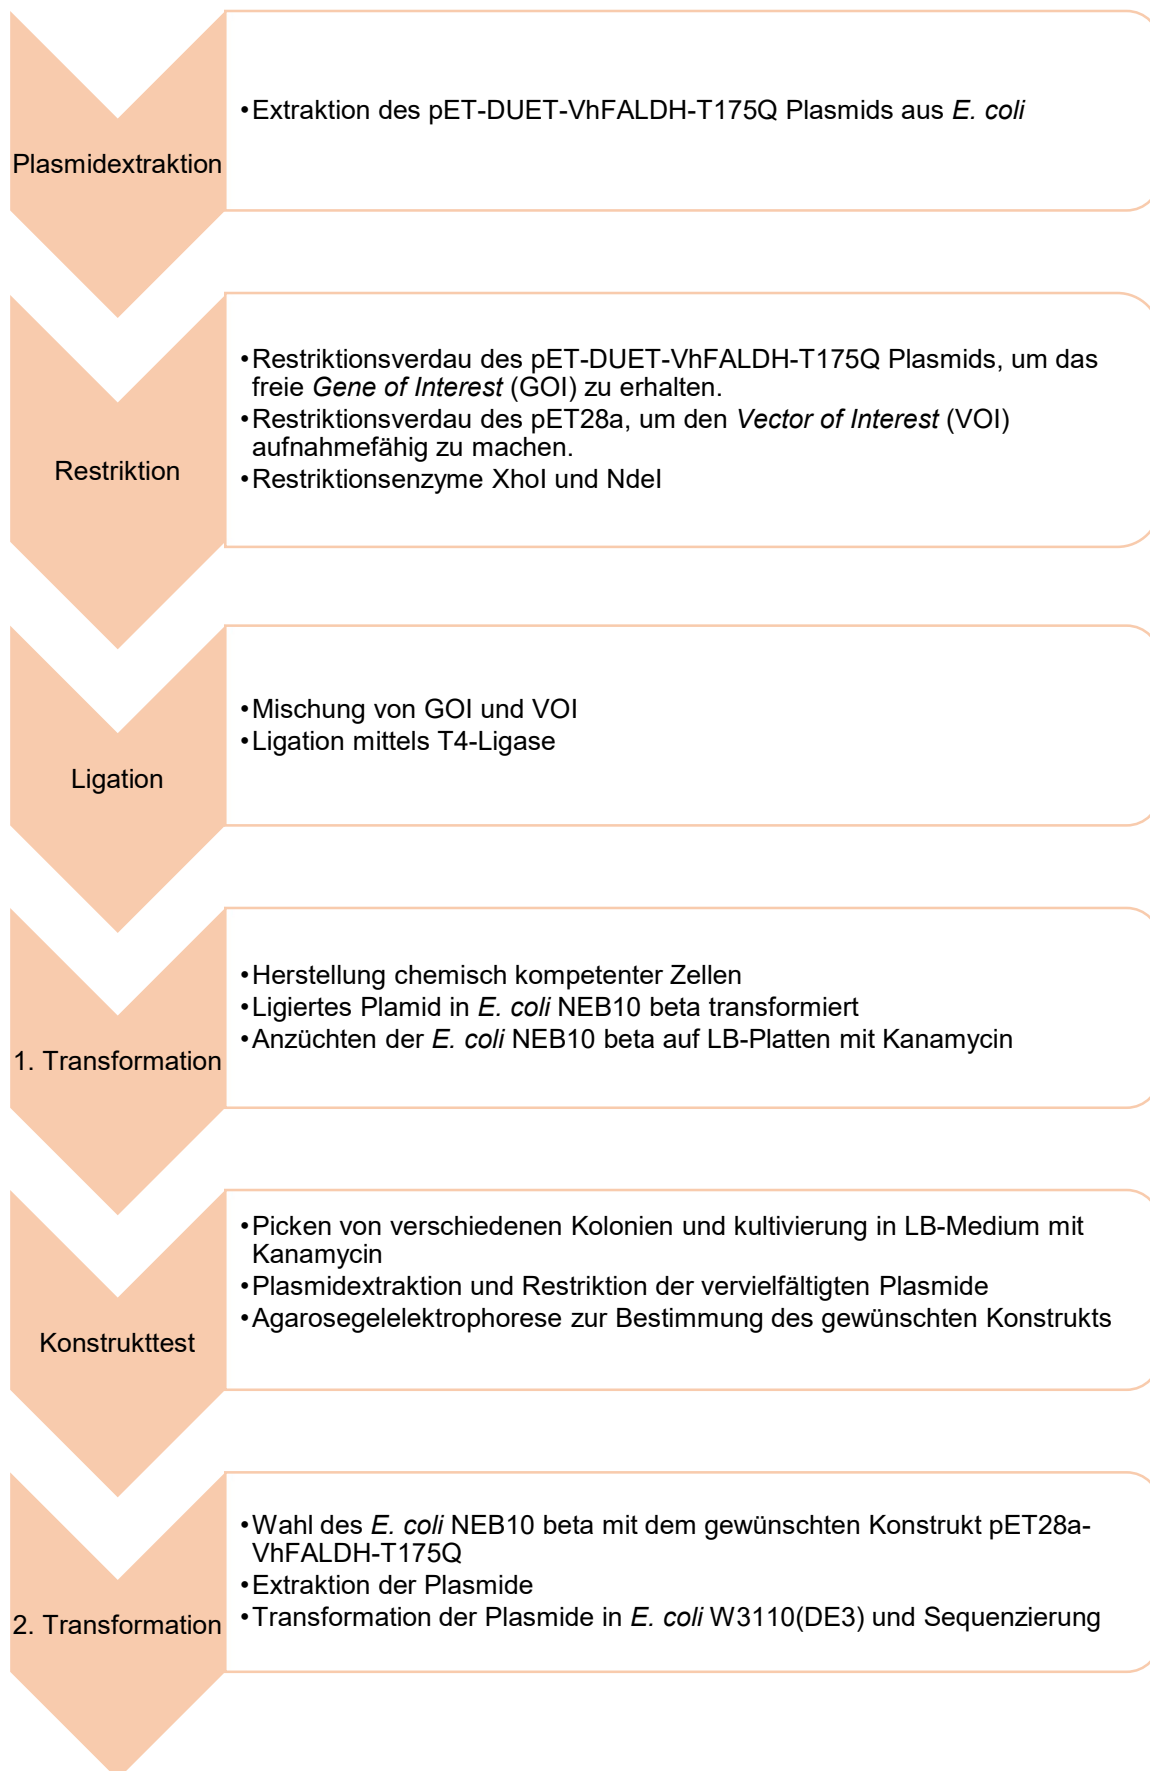 Plasmidextraktion
•Extraktion des pET-DUET-VhFALDH-T175Q Plasmids aus E. coli
Restriktion
•Restriktionsverdau des pET-DUET-VhFALDH-T175Q Plasmids, um das
freie Gene of Interest (GOI) zu erhalten.
•Restriktionsverdau des pET28a, um den Vector of Interest (VOI)
aufnahmefähig zu machen.
•Restriktionsenzyme XhoI und NdeI
Ligation
•Mischung von GOI und VOI
•Ligation mittels T4-Ligase
1. Transformation
•Herstellung chemisch kompetenter Zellen
•Ligiertes Plamid in E. coli NEB10 beta transformiert
•Anzüchten der E. coli NEB10 beta auf LB-Platten mit Kanamycin
Konstrukttest
•Picken von verschiedenen Kolonien und kultivierung in LB-Medium mit
Kanamycin
•Plasmidextraktion und Restriktion der vervielfältigten Plasmide
•Agarosegelelektrophorese zur Bestimmung des gewünschten Konstrukts
2. Transformation
•Wahl des E. coli NEB10 beta mit dem gewünschten Konstrukt pET28a-
VhFALDH-T175Q
•Extraktion der Plasmide
•Transformation der Plasmide in E. coli W3110(DE3) und Sequenzierung